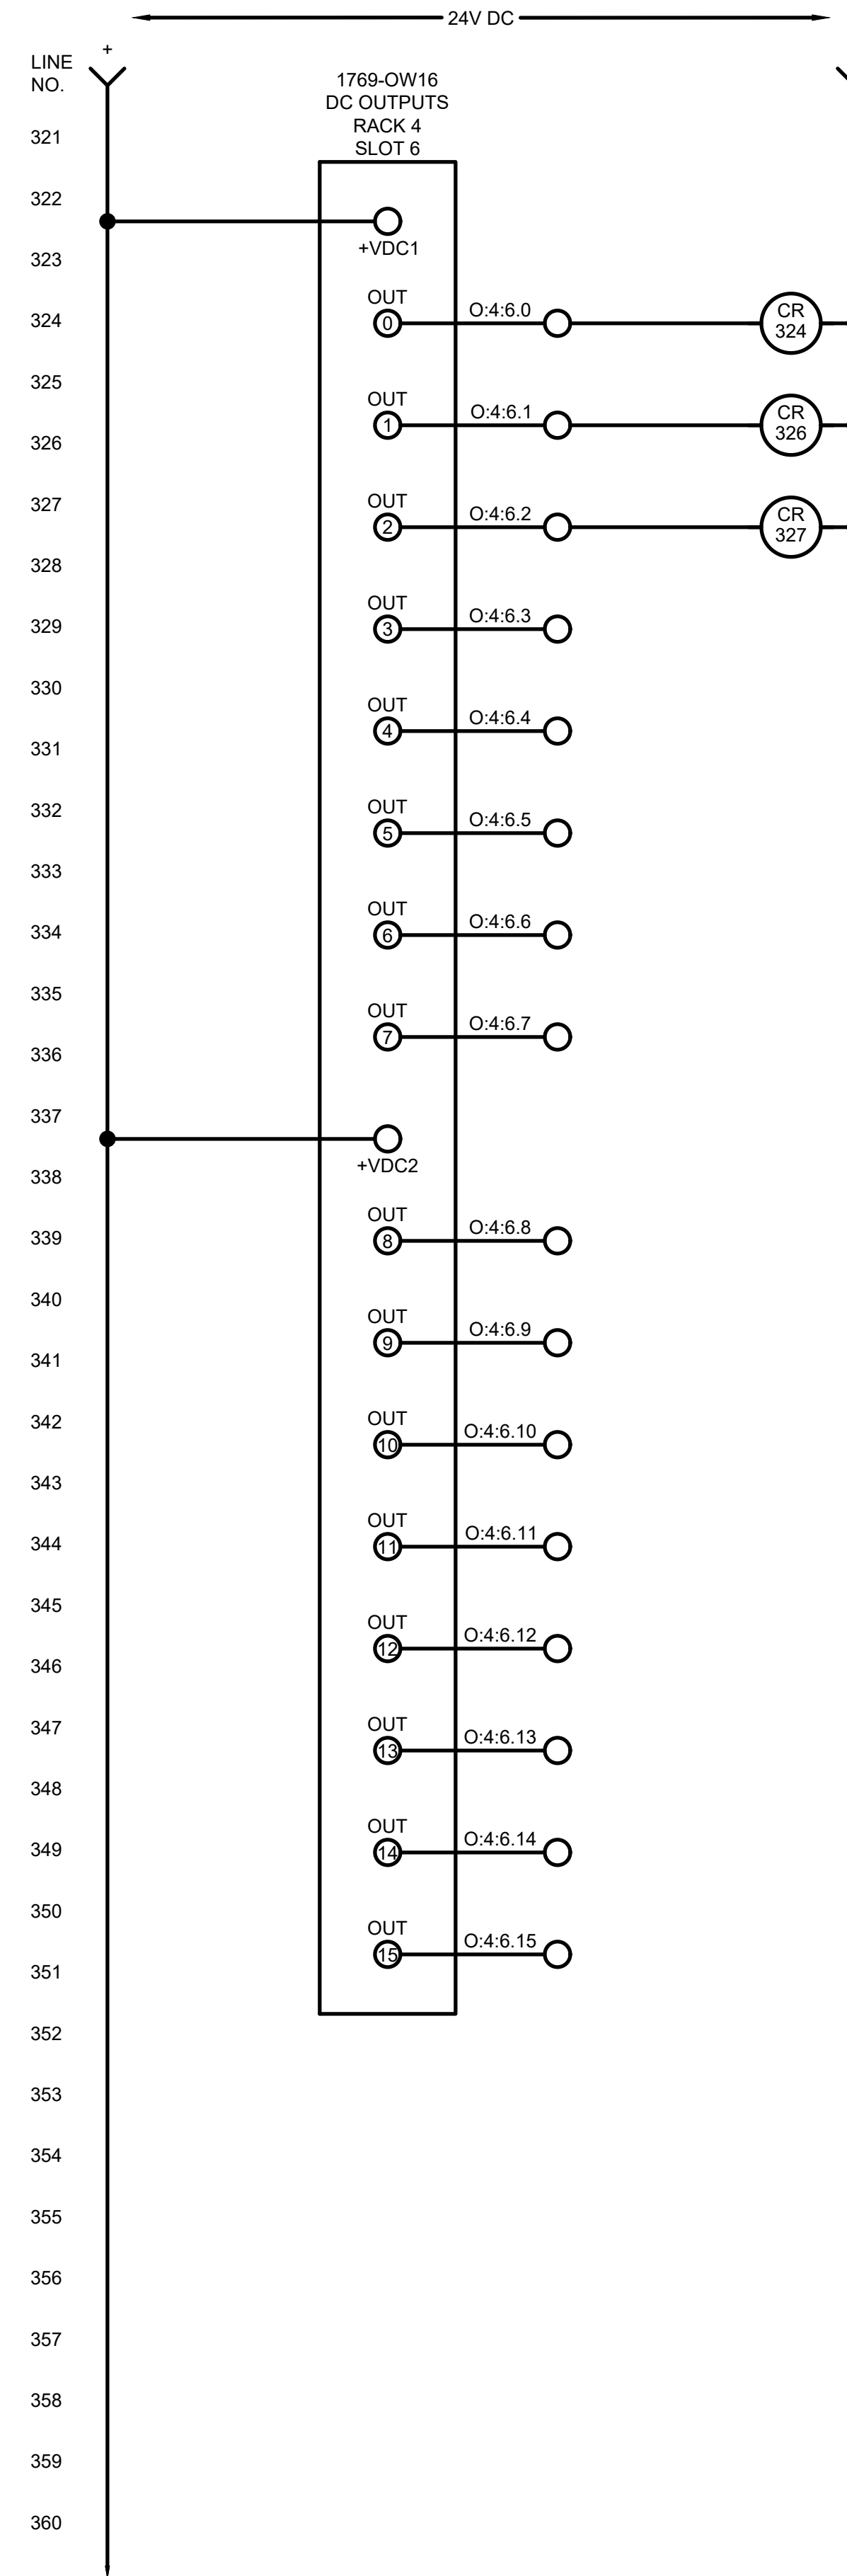 24V DC
+
LINE
NO.
1769-OW16
DC OUTPUTS
RACK 4
SLOT 6
321
322
+VDC1
323
OUT
0
O:4:6.0
CR
324
324
325
OUT
1
O:4:6.1
CR
326
326
327
OUT
2
O:4:6.2
CR
327
328
OUT
3
O:4:6.3
329
330
OUT
4
O:4:6.4
331
332
OUT
5
O:4:6.5
333
OUT
6
O:4:6.6
334
335
OUT
7
O:4:6.7
336
337
+VDC2
338
OUT
8
O:4:6.8
339
340
OUT
9
O:4:6.9
341
342
OUT
10
O:4:6.10
343
OUT
11
O:4:6.11
344
345
OUT
12
O:4:6.12
346
347
OUT
13
O:4:6.13
348
OUT
14
O:4:6.14
349
350
OUT
15
O:4:6.15
351
352
353
354
355
356
357
358
359
360